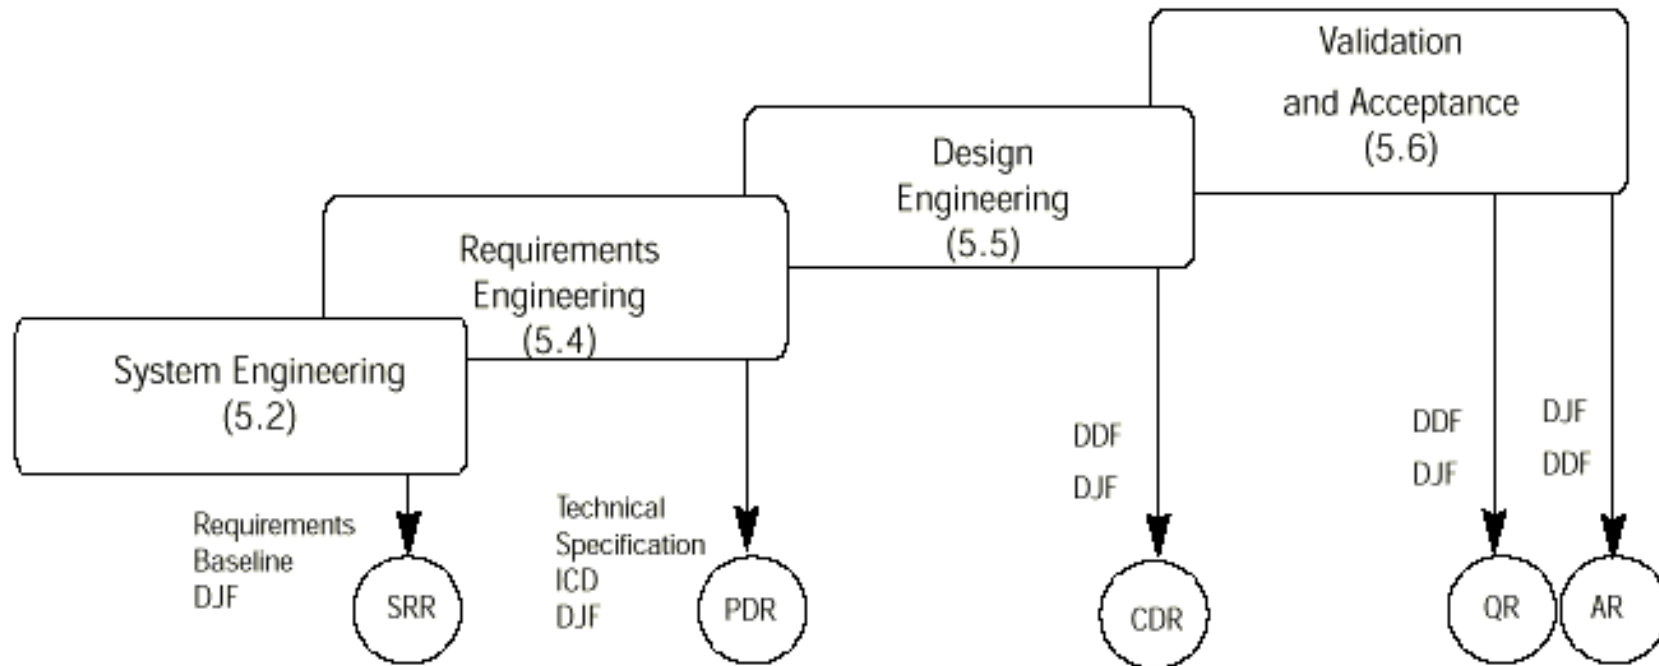 Validation
and Acceptance
(5.6)
Design
Engineering
(5.5)
Requirements
Engineering
(5.4)
System Engineering
(5.2)
Requirements
Baseline
DJF
SRR
Technical
Specification
ICD
DJF
PDR
DDF
DJF
CDR
DDF
DJF
QR
DJF
DDF
AR